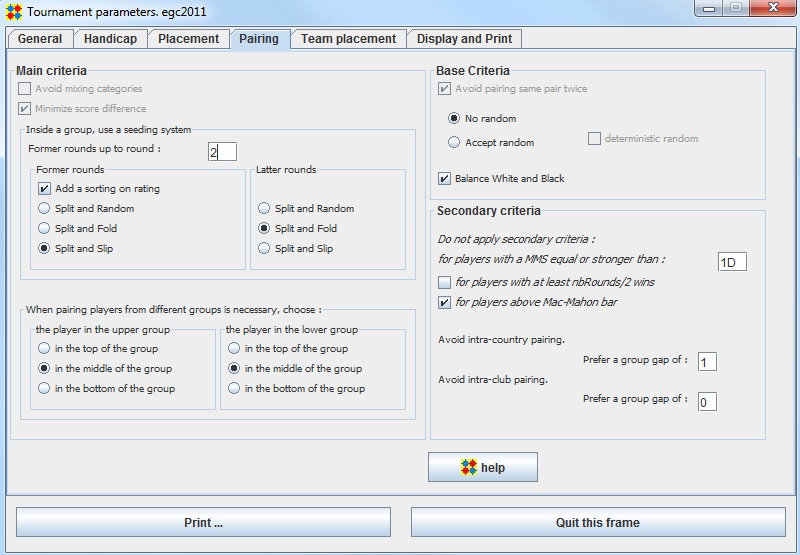 Tournament parameters. egc2011
General Handicap Placement Pairing Team placement Display and Print
Main criteria
Avoid mixing categories
Minimize score difference
Inside a group, use a seeding system
Former rounds up to round : 2
Former rounds
Add a sorting on rating
Split and Random
Split and Fold
Split and Slip
Latter rounds
Split and Random
Split and Fold
Split and Slip
When pairing players from different groups is necessary, choose :
the player in the upper group
in the top of the group
in the middle of the group
in the bottom of the group
the player in the lower group
in the top of the group
in the middle of the group
in the bottom of the group
Base Criteria
Avoid pairing same pair twice
No random
Accept random
deterministic random
Balance White and Black
Secondary criteria
Do not apply secondary criteria :
for players with a MMS equal or stronger than : 1D
for players with at least nbRounds/2 wins
for players above Mac-Mahon bar
Avoid intra-country pairing.
Prefer a group gap of : 1
Avoid intra-club pairing.
Prefer a group gap of : 0
help
Print ...
Quit this frame